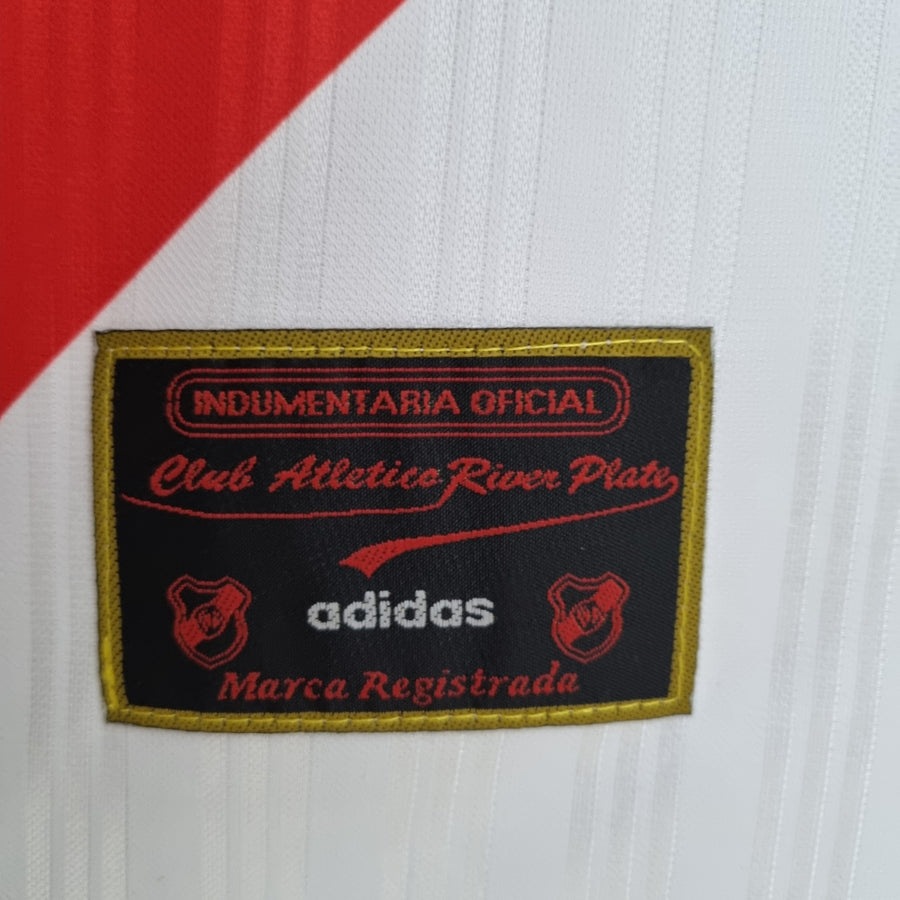 INDUMENTARIA OFICIAL
Club Atletico River Plate
adidas
Marca Registrada